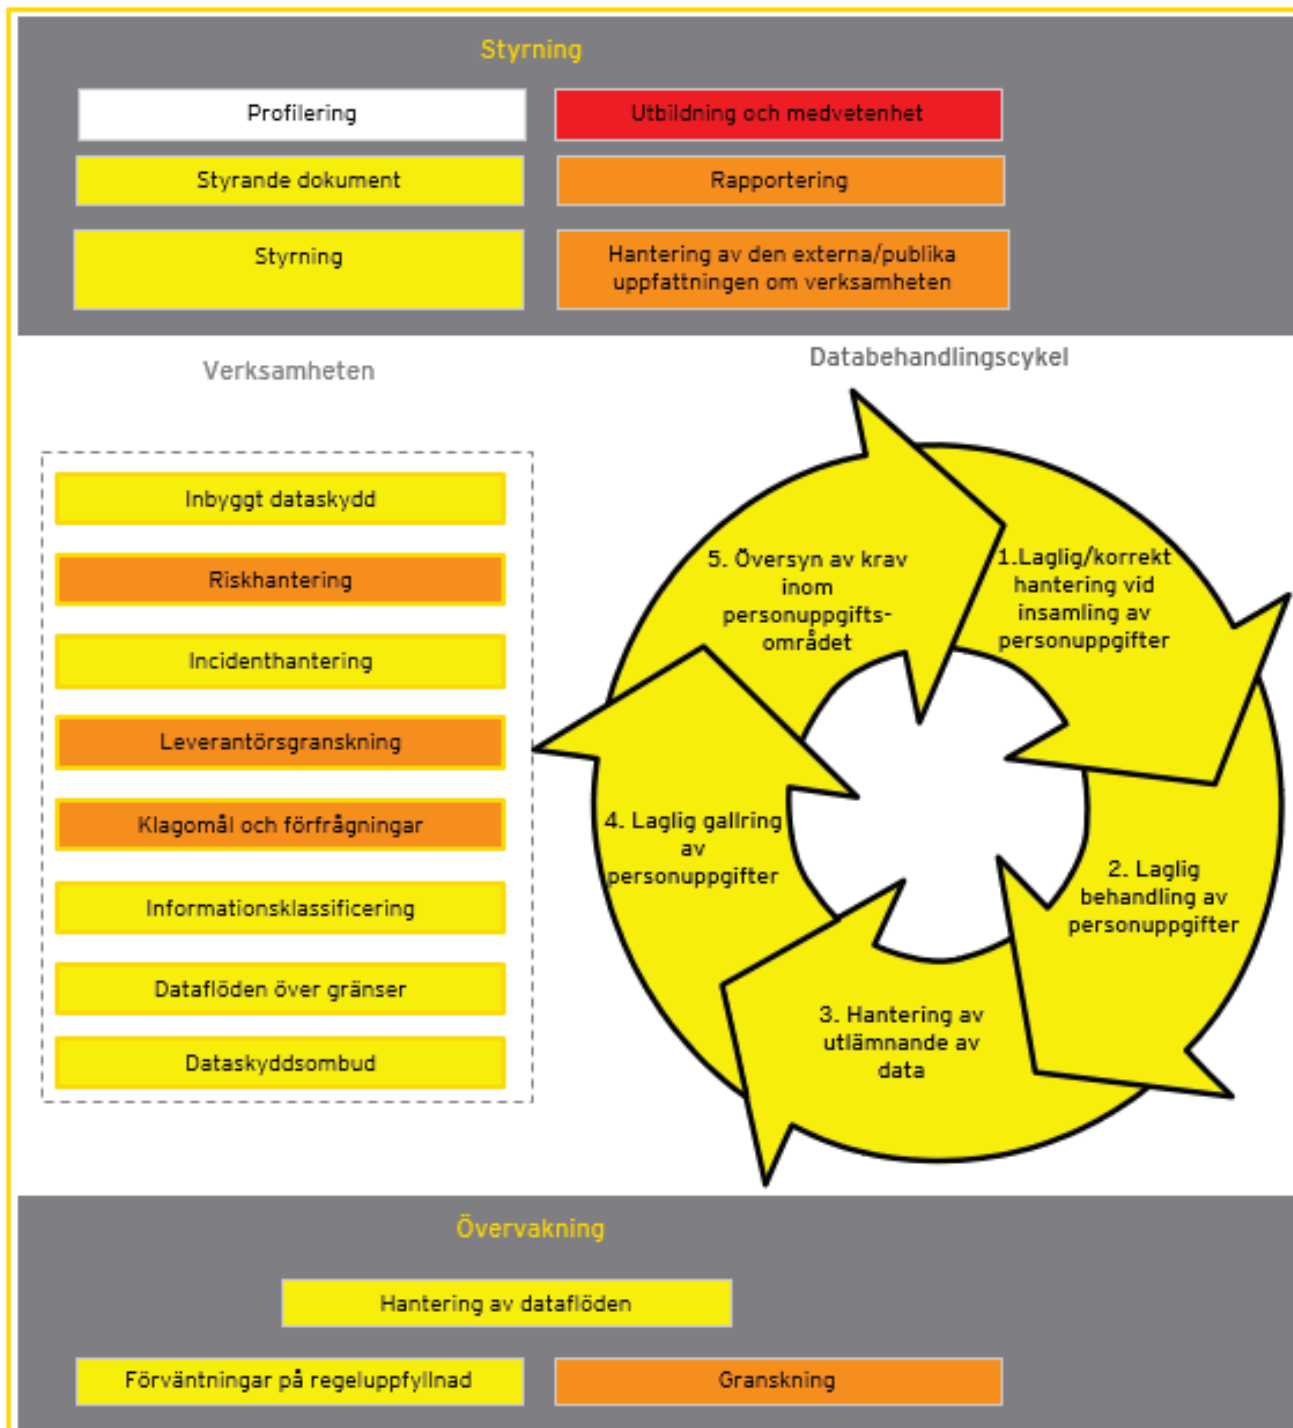 Styrning
Profilering
Utbildning och medvetenhet
Styrande dokument
Rapportering
Styrning
Hantering av den externa/publika
uppfattningen om verksamheten
Verksamheten
Inbyggt dataskydd
Riskhantering
Incidenthantering
Leverantörsgranskning
Klagomål och förfrågningar
Informationsklassificering
Dataflöden över gränser
Dataskyddsombud
Databehandlingscykel
1.Laglig/korrekt
hantering vid
insamling av
personuppgifter
2. Laglig
behandling av
personuppgifter
3. Hantering av
utlämnande av
data
4. Laglig gallring
av
personuppgifter
5. Översyn av krav
inom
personuppgifts-
området
Övervakning
Hantering av dataflöden
Förväntningar på regeluppfyllnad
Granskning